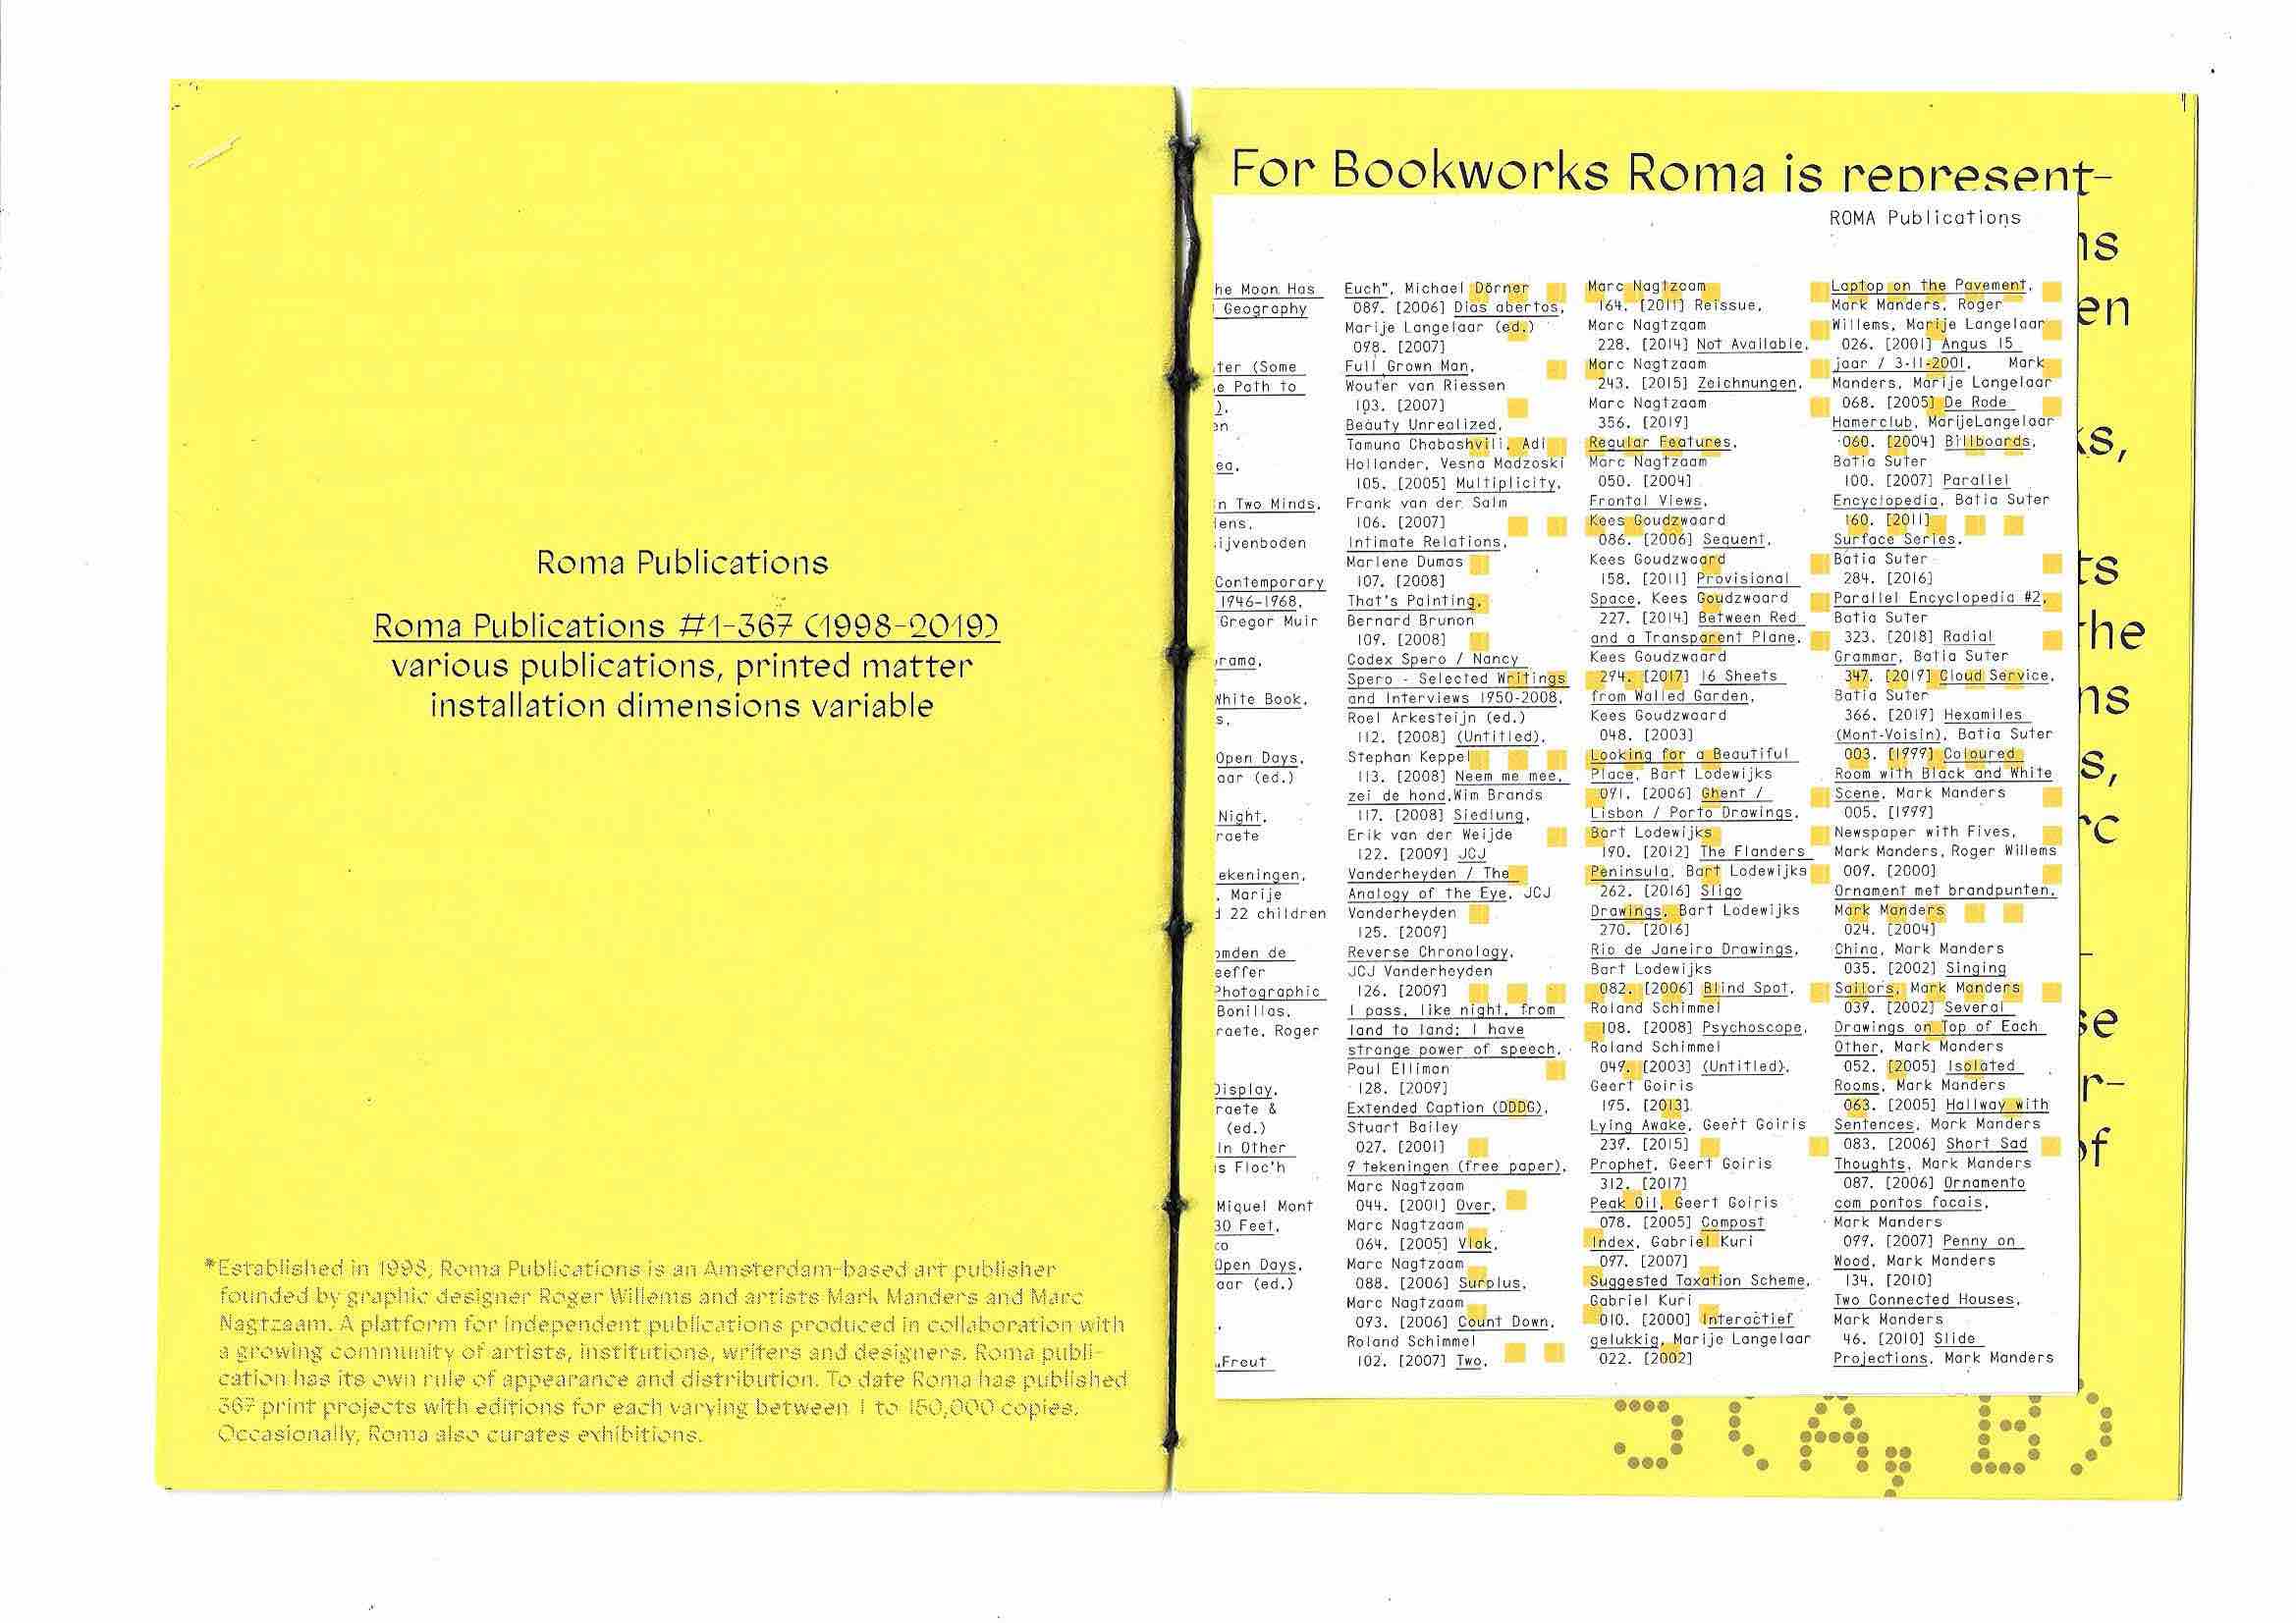 Roma Publications
Roma Publications #1–367 (1998–2019)
various publications, printed matter
installation dimensions variable
*Established in 1998, Roma Publications is an Amsterdam-based art publisher
founded by graphic designer Roger Willems and artists Mark Manders and Marc
Nagtzaam. A platform for independent publications produced in collaboration with
a growing community of artists, institutions, writers and designers. Roma publi-
cation has its own rule of appearance and distribution. To date Roma has published
367 print projects with editions for each varying between 1 to 150,000 copies.
Occasionally, Roma also curates exhibitions.
For Bookworks Roma is represent-
ROMA Publications
he Moon Has
Geography
ter (Some
e Path to
).
en
ea,
n Two Minds,
lens,
ijvenboden
Contemporary
1946-1968,
Gregor Muir
rama,
White Book,
s,
Open Days,
aar (ed.)
Night,
raete
ekeningen,
, Marije
d 22 children
omden de
eeffer
Photographic
Bonillas,
raete, Roger
Display,
raete &
(ed.)
In Other
s Floc'h
Miquel Mont
30 Feet,
co
Open Days,
aar (ed.)
,
„Freut
Euch", Michael Dörner
089. [2006] Dias abertos,
Marije Langelaar (ed.)
098. [2007]
Full Grown Man,
Wouter van Riessen
103. [2007]
Beauty Unrealized,
Tamuna Chabashvili, Adi
Hollander, Vesna Madzoski
105. [2005] Multiplicity,
Frank van der Salm
106. [2007]
Intimate Relations,
Marlene Dumas
107. [2008]
That's Painting,
Bernard Brunon
109. [2008]
Codex Spero / Nancy
Spero - Selected Writings
and Interviews 1950-2008,
Roel Arkesteijn (ed.)
112. [2008] (Untitled),
Stephan Keppel
113. [2008] Neem me mee,
zei de hond,Wim Brands
117. [2008] Siedlung,
Erik van der Weijde
122. [2009] JCJ
Vanderheyden / The
Analogy of the Eye, JCJ
Vanderheyden
125. [2009]
Reverse Chronology,
JCJ Vanderheyden
126. [2009]
I pass, like night, from
land to land; I have
strange power of speech,
Paul Elliman
128. [2009]
Extended Caption (DDDG),
Stuart Bailey
027. [2001]
9 tekeningen (free paper),
Marc Nagtzaam
044. [2001] Over,
Marc Nagtzaam
064. [2005] Vlak,
Marc Nagtzaam
088. [2006] Surplus,
Marc Nagtzaam
093. [2006] Count Down,
Roland Schimmel
102. [2007] Two,
Marc Nagtzaam
164. [2011] Reissue,
Marc Nagtzaam
228. [2014] Not Available,
Marc Nagtzaam
243. [2015] Zeichnungen,
Marc Nagtzaam
356. [2019]
Regular Features,
Marc Nagtzaam
050. [2004]
Frontal Views,
Kees Goudzwaard
086. [2006] Sequent,
Kees Goudzwaard
158. [2011] Provisional
Space, Kees Goudzwaard
227. [2014] Between Red
and a Transparent Plane,
Kees Goudzwaard
294. [2017] 16 Sheets
from Walled Garden,
Kees Goudzwaard
048. [2003]
Looking for a Beautiful
Place, Bart Lodewijks
091. [2006] Ghent /
Lisbon / Porto Drawings,
Bart Lodewijks
190. [2012] The Flanders
Peninsula, Bart Lodewijks
262. [2016] Sligo
Drawings, Bart Lodewijks
270. [2016]
Rio de Janeiro Drawings,
Bart Lodewijks
082. [2006] Blind Spot,
Roland Schimmel
108. [2008] Psychoscope,
Roland Schimmel
049. [2003] (Untitled),
Geert Goiris
195. [2013]
Lying Awake, Geert Goiris
239. [2015]
Prophet, Geert Goiris
312. [2017]
Peak Oil, Geert Goiris
078. [2005] Compost
Index, Gabriel Kuri
097. [2007]
Suggested Taxation Scheme,
Gabriel Kuri
010. [2000] Interactief
gelukkig, Marije Langelaar
022. [2002]
Laptop on the Pavement,
Mark Manders, Roger
Willems, Marije Langelaar
026. [2001] Angus 15
jaar / 3-11-2001, Mark
Manders, Marije Langelaar
068. [2005] De Rode
Hamerclub, MarijeLangelaar
060. [2004] Billboards,
Batia Suter
100. [2007] Parallel
Encyclopedia, Batia Suter
160. [2011]
Surface Series,
Batia Suter
284. [2016]
Parallel Encyclopedia #2,
Batia Suter
323. [2018] Radial
Grammar, Batia Suter
347. [2019] Cloud Service,
Batia Suter
366. [2019] Hexamiles
(Mont-Voisin), Batia Suter
003. [1999] Coloured
Room with Black and White
Scene, Mark Manders
005. [1999]
Newspaper with Fives,
Mark Manders, Roger Willems
009. [2000]
Ornament met brandpunten,
Mark Manders
024. [2004]
China, Mark Manders
035. [2002] Singing
Sailors, Mark Manders
039. [2002] Several
Drawings on Top of Each
Other, Mark Manders
052. [2005] Isolated
Rooms, Mark Manders
063. [2005] Hallway with
Sentences, Mark Manders
083. [2006] Short Sad
Thoughts, Mark Manders
087. [2006] Ornamento
com pontos focais,
Mark Manders
099. [2007] Penny on
Wood, Mark Manders
134. [2010]
Two Connected Houses,
Mark Manders
46. [2010] Slide
Projections, Mark Manders
ns
en
ks,
ts
the
ns
s,
rc
–
se
r–
of